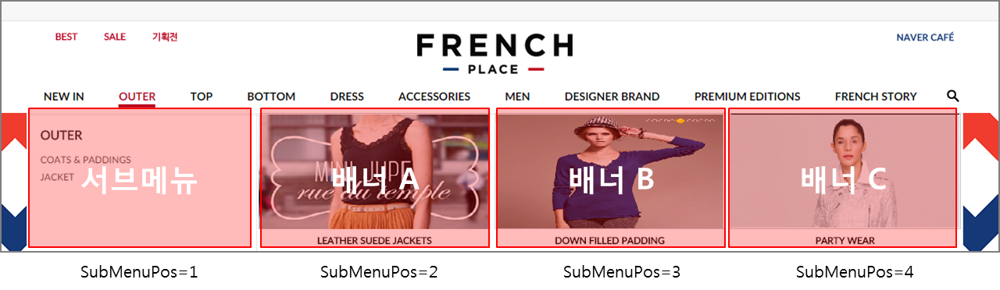 BEST SALE 기획전
FRENCH
PLACE
NAVER CAFÉ
NEW IN OUTER TOP BOTTOM DRESS ACCESSORIES MEN DESIGNER BRAND PREMIUM EDITIONS FRENCH STORY
OUTER
COATS & PADDINGS
JACKET
서브메뉴
MINI JUPE
rue du temple
배너 A
LEATHER SUEDE JACKETS
배너 B
DOWN FILLED PADDING
배너 C
PARTY WEAR
SubMenuPos=1 SubMenuPos=2 SubMenuPos=3 SubMenuPos=4